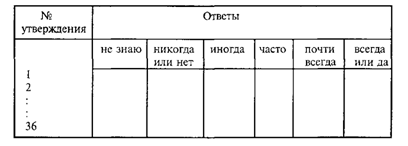 №
утверждения
Ответы
не знаю
никогда
или нет
иногда
часто
почти
всегда
всегда
или да
1
2
:
:
36